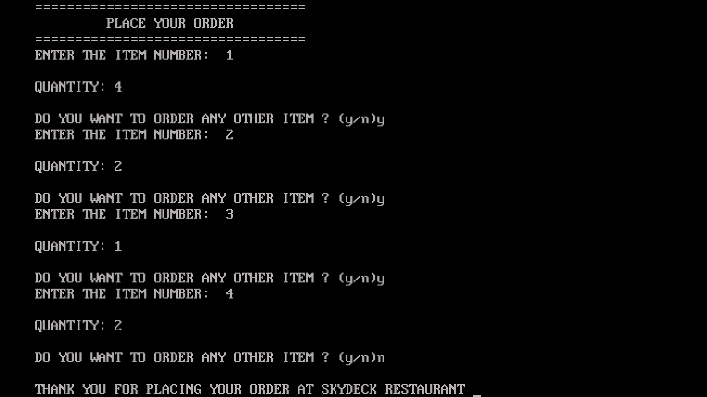 ==================================
PLACE YOUR ORDER
==================================
ENTER THE ITEM NUMBER:  1
QUANTITY: 4
DO YOU WANT TO ORDER ANY OTHER ITEM ? (y/n)y
ENTER THE ITEM NUMBER:  2
QUANTITY: 2
DO YOU WANT TO ORDER ANY OTHER ITEM ? (y/n)y
ENTER THE ITEM NUMBER:  3
QUANTITY: 1
DO YOU WANT TO ORDER ANY OTHER ITEM ? (y/n)y
ENTER THE ITEM NUMBER:  4
QUANTITY: 2
DO YOU WANT TO ORDER ANY OTHER ITEM ? (y/n)n
THANK YOU FOR PLACING YOUR ORDER AT SKYDECK RESTAURANT _